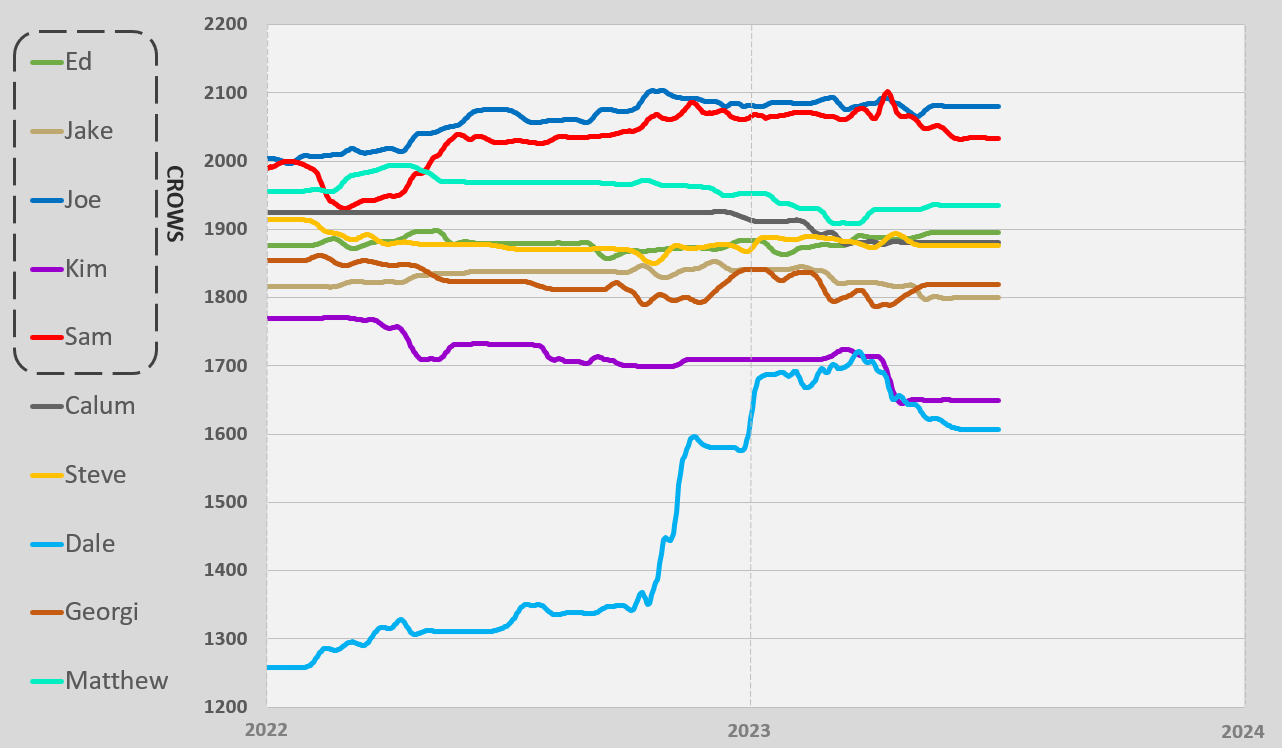 Ed
Jake
Joe
Kim
Sam
Calum
Steve
Dale
Georgi
Matthew
CROWS
2200
2100
2000
1900
1800
1700
1600
1500
1400
1300
1200
2022
2023
2024